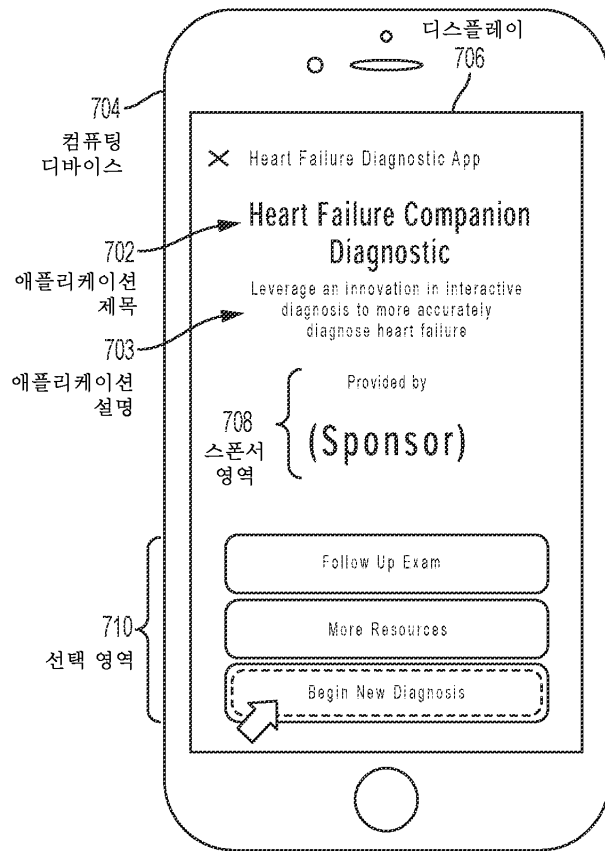 디스플레이
706
704
컴퓨팅
디바이스
Heart Failure Diagnostic App
Heart Failure Companion
Diagnostic
702
애플리케이션
제목
Leverage an innovation in interactive
diagnosis to more accurately
diagnose heart failure
703
애플리케이션
설명
Provided by
708
스폰서
영역
(Sponsor)
Follow Up Exam
710
선택 영역
More Resources
Begin New Diagnosis